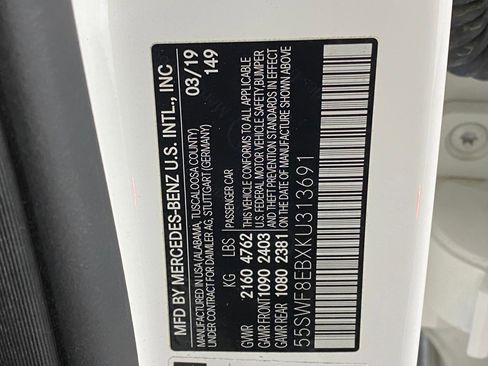 MFD BY MERCEDES-BENZ U.S. INTL., INC
MANUFACTURED IN USA (ALABAMA, TUSCALOOSA COUNTY) 03/19
UNDER CONTRACT FOR DAIMLER AG, STUTTGART (GERMANY) 149
KG LBS PASSENGER CAR
GVWR 2160 4762 THIS VEHICLE CONFORMS TO ALL APPLICABLE
GAWR FRONT 1090 2403 U.S. FEDERAL MOTOR VEHICLE SAFETY, BUMPER
GAWR REAR 1080 2381 AND THEFT PREVENTION STANDARDS IN EFFECT
ON THE DATE OF MANUFACTURE SHOWN ABOVE
55SWF8EBXKU313691